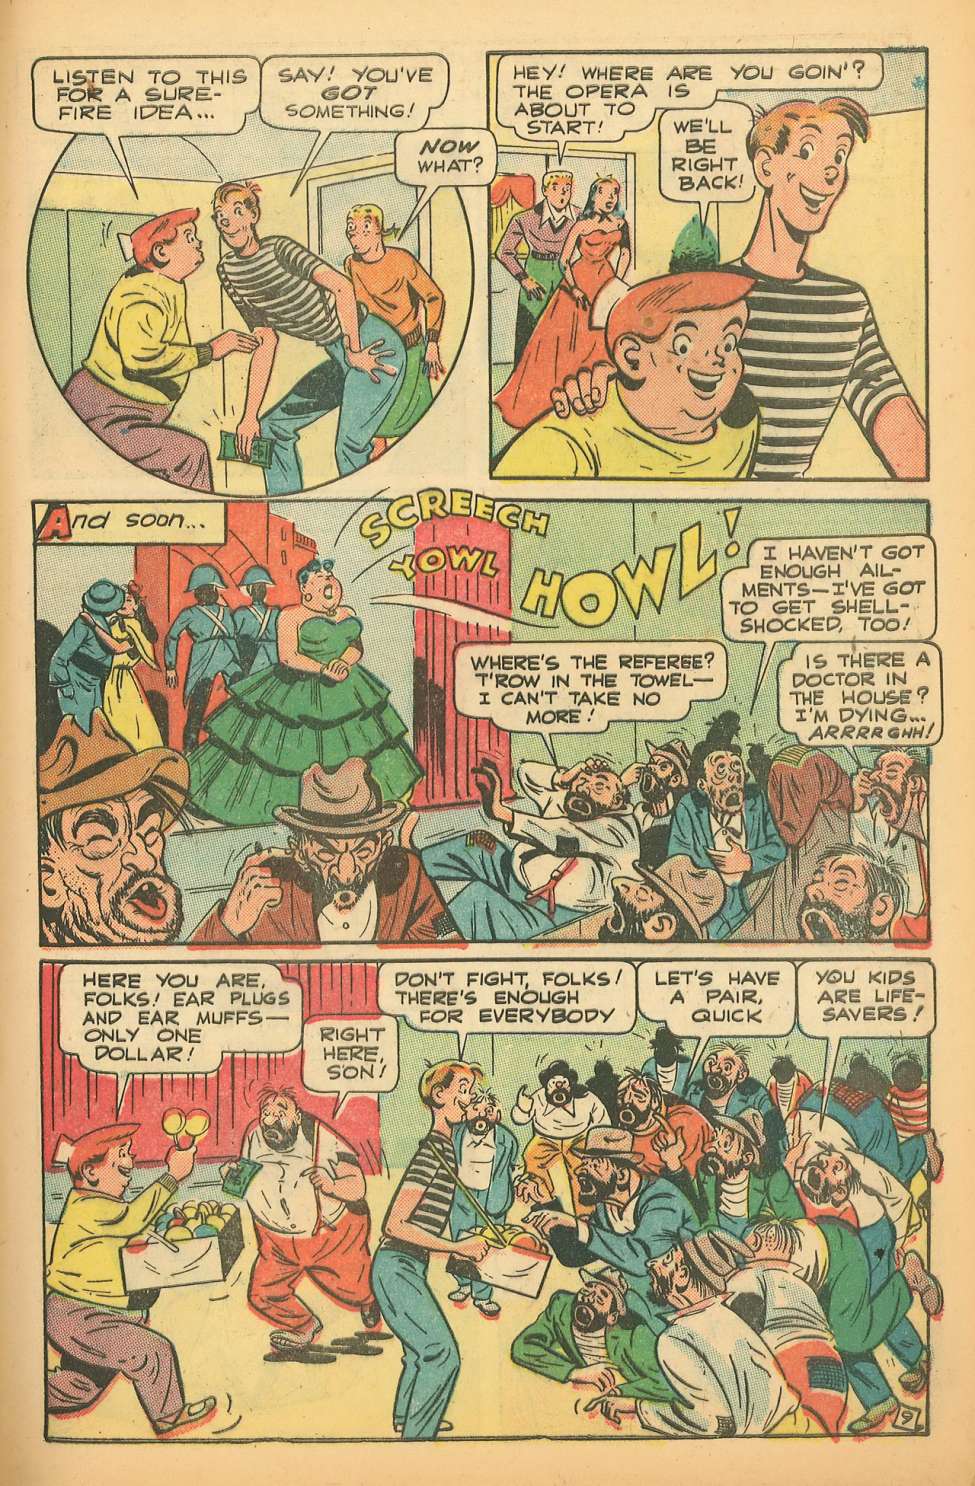 LISTEN TO THIS
FOR A SURE-
FIRE IDEA...
SAY! YOU'VE
GOT
SOMETHING!
NOW
WHAT?
HEY! WHERE ARE YOU GOIN'?
THE OPERA IS
ABOUT TO
START!
WE'LL
BE
RIGHT
BACK!
And soon...
SCREECH
YOWL
HOWL!
I HAVEN'T GOT
ENOUGH AIL-
MENTS—I'VE GOT
TO GET SHELL-
SHOCKED, TOO!
WHERE'S THE REFEREE?
T'ROW IN THE TOWEL—
I CAN'T TAKE NO
MORE!
IS THERE A
DOCTOR IN
THE HOUSE?
I'M DYING...
ARRRRGHH!
HERE YOU ARE,
FOLKS! EAR PLUGS
AND EAR MUFFS—
ONLY ONE
DOLLAR!
RIGHT
HERE,
SON!
DON'T FIGHT, FOLKS!
THERE'S ENOUGH
FOR EVERYBODY
LET'S HAVE
A PAIR,
QUICK
YOU KIDS
ARE LIFE-
SAVERS!
9